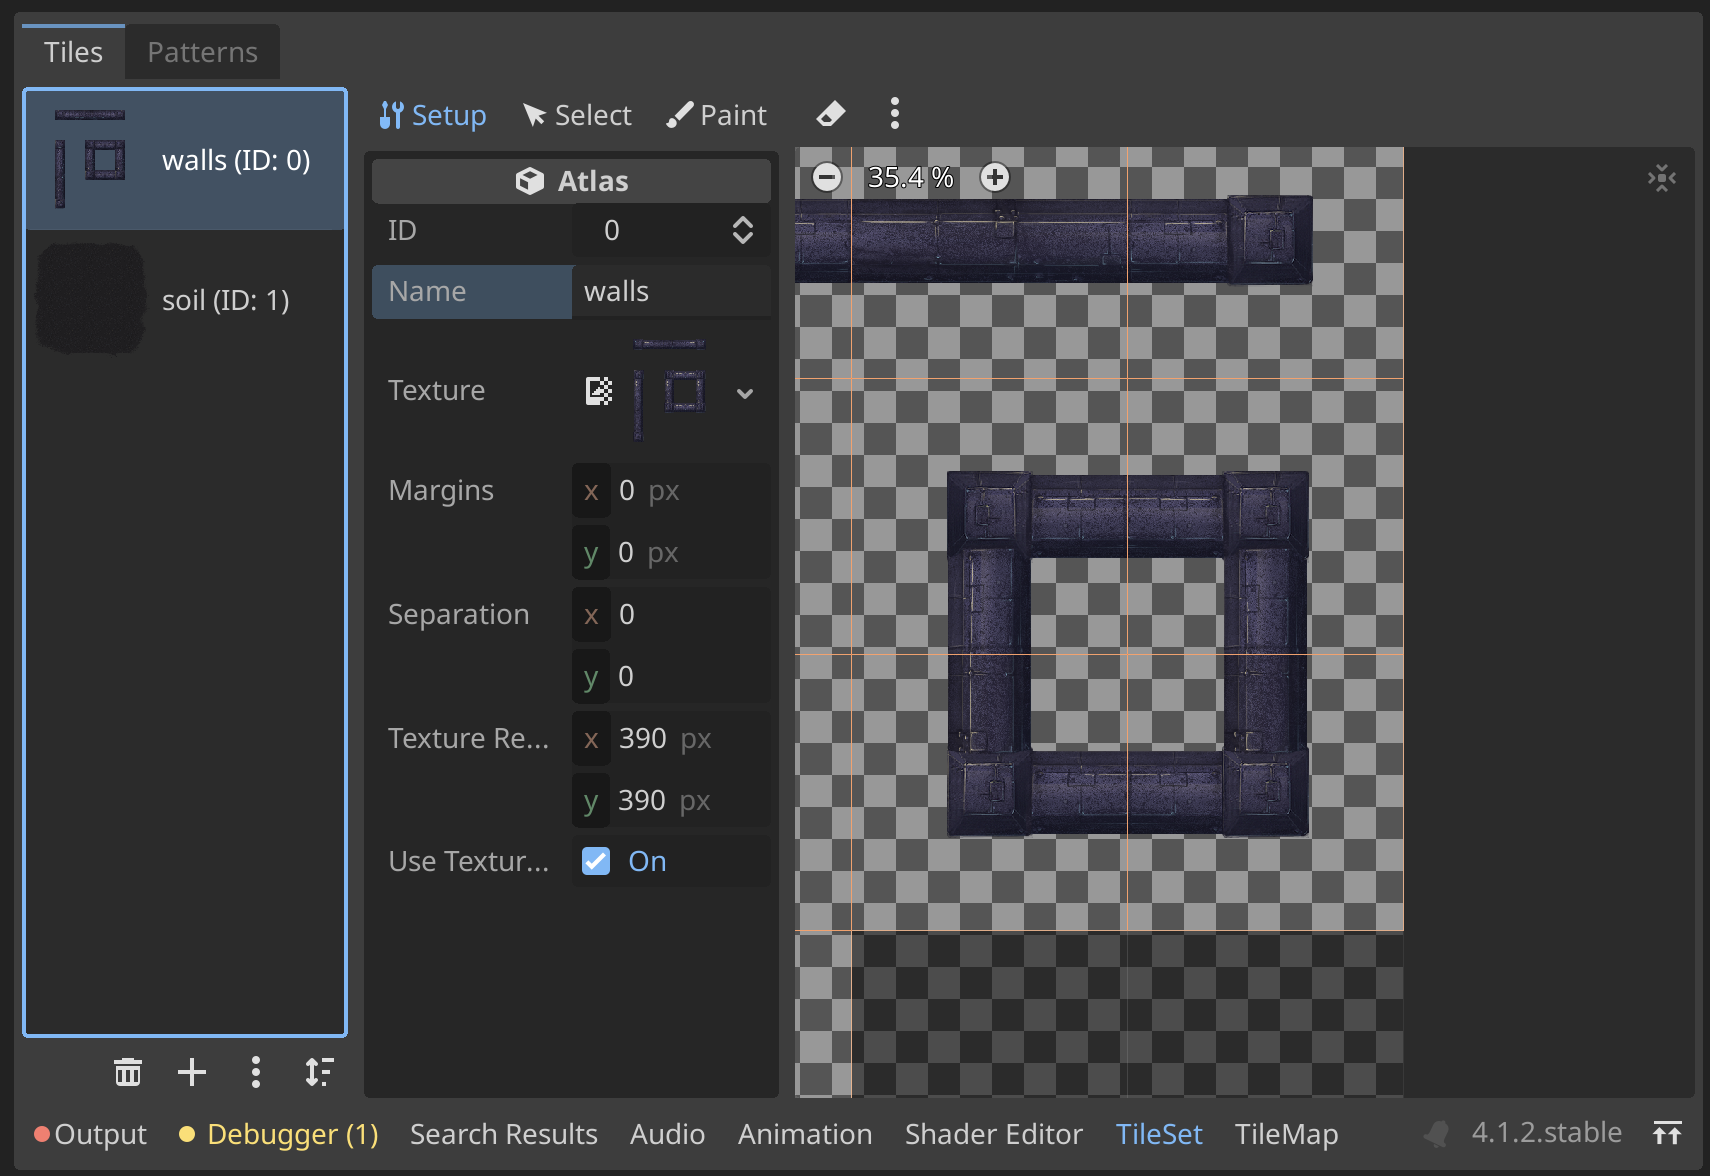 Tiles Patterns
Setup Select Paint
walls (ID: 0)
soil (ID: 1)
Atlas
ID 0
Name walls
Texture
Margins x 0 px
y 0 px
Separation x 0
y 0
Texture Re... x 390 px
y 390 px
Use Textur... On
35.4 %
Output Debugger (1) Search Results Audio Animation Shader Editor TileSet TileMap 4.1.2.stable